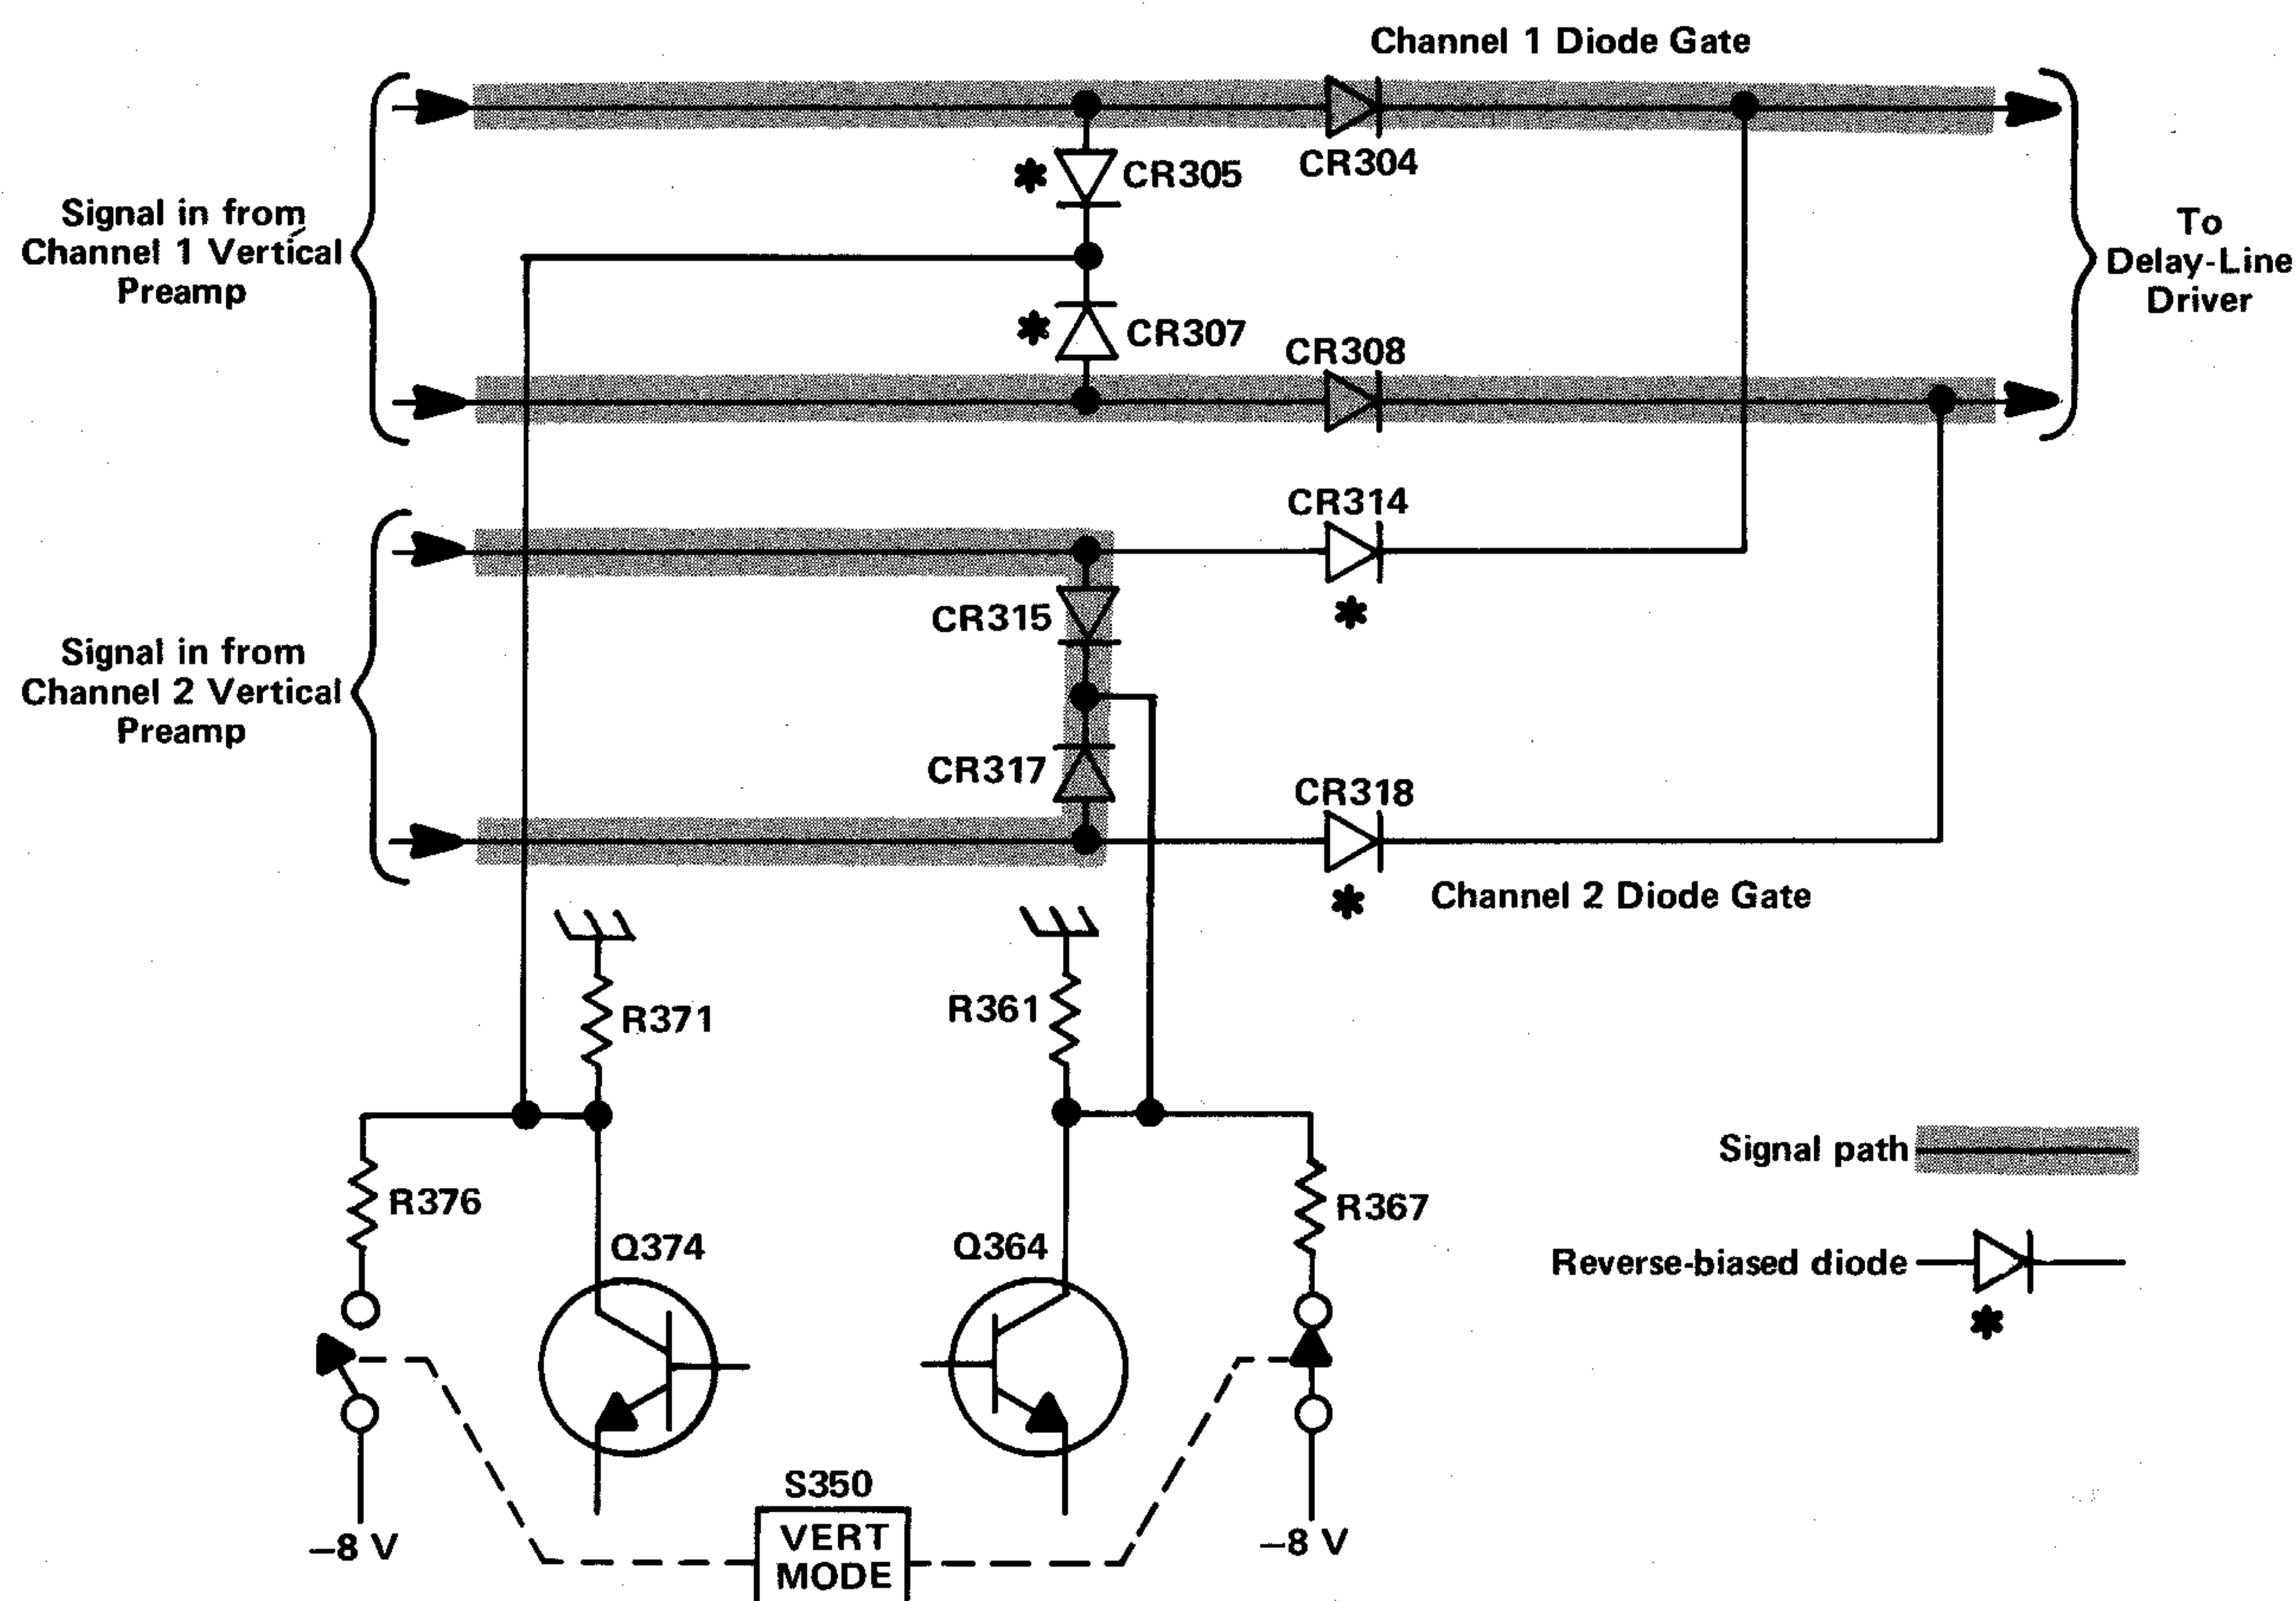 Channel 1 Diode Gate
Signal in from
Channel 1 Vertical
Preamp
* CR305
CR304
* CR307
CR308
To
Delay-Line
Driver
CR314
*
Signal in from
Channel 2 Vertical
Preamp
CR315
CR317
CR318
*
Channel 2 Diode Gate
R371
R361
R376
R367
Q374
Q364
Signal path
Reverse-biased diode
*
S350
VERT
MODE
–8 V
–8 V